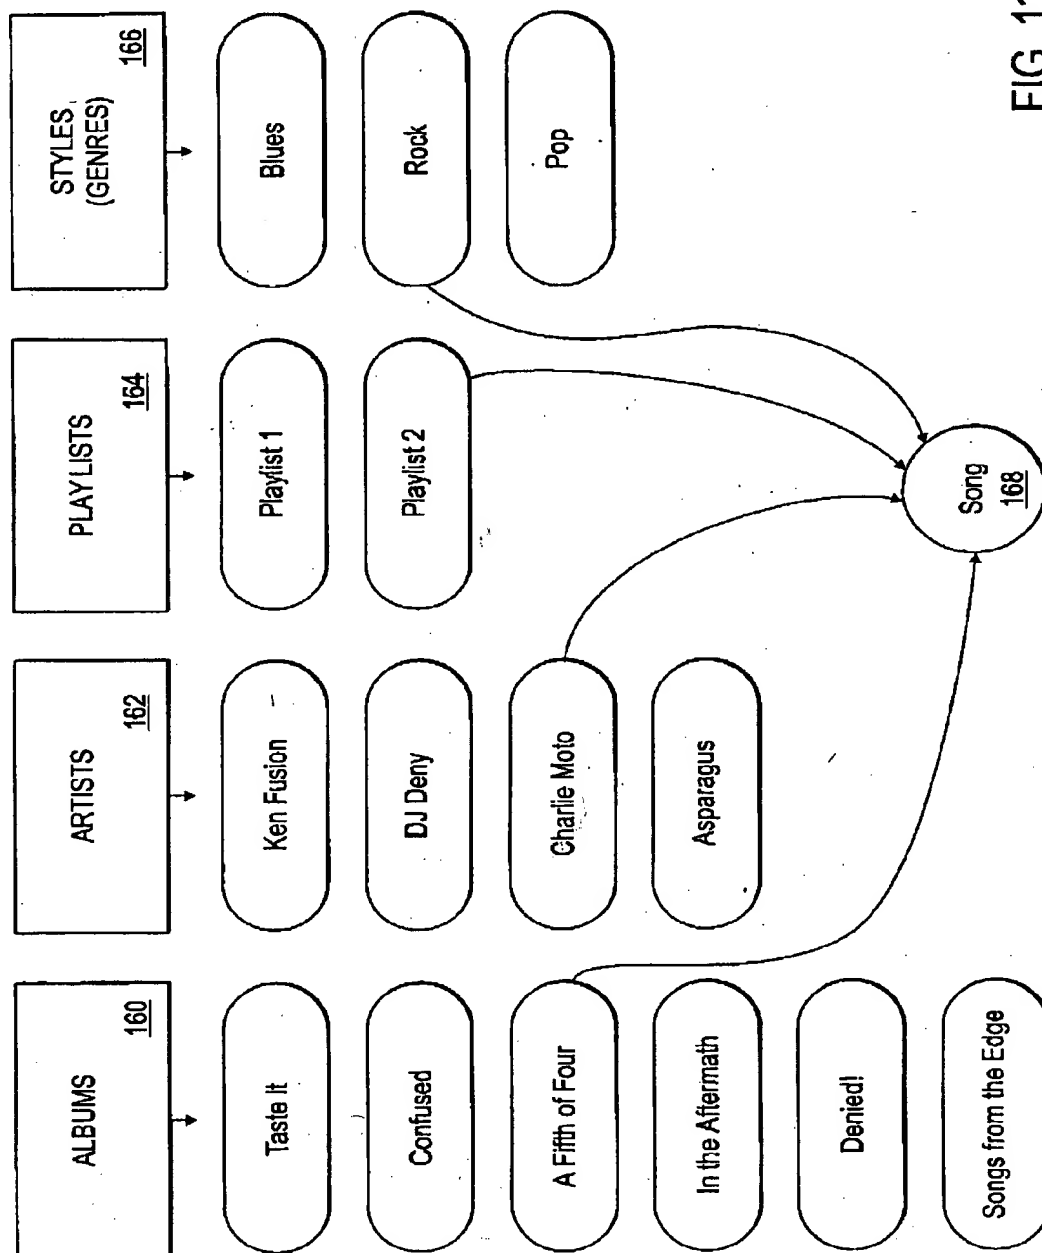 ALBUMS
160
Taste It
Confused
A Fifth of Four
In the Aftermath
Denied!
Songs from the Edge
ARTISTS
162
Ken Fusion
DJ Deny
Charlie Moto
Asparagus
PLAYLISTS
164
Playlist 1
Playlist 2
STYLES
(GENRES)
166
Blues
Rock
Pop
Song
168
FIG. 11